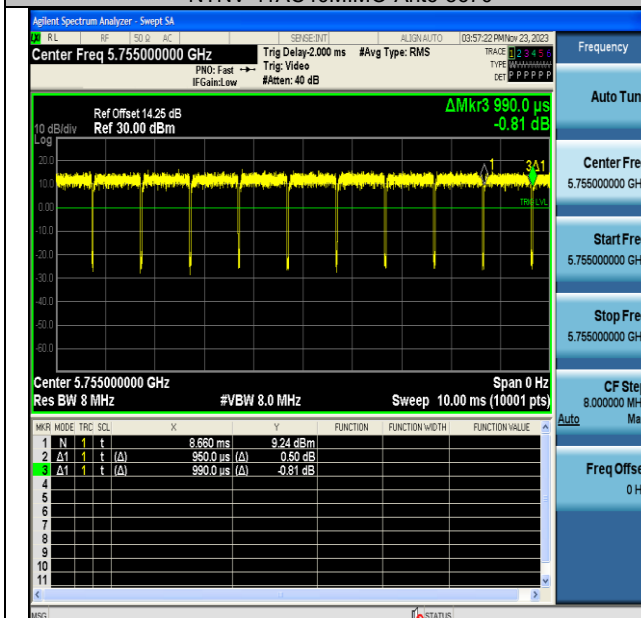 Agilent Spectrum Analyzer - Swept SA
RL RF 50 Ω AC SENSE:INT ALIGN AUTO 03:57:22 PM Nov 23, 2023
Center Freq 5.755000000 GHz
PNO: Fast
IFGain:Low
Trig Delay-2.000 ms
Trig: Video
#Atten: 40 dB
#Avg Type: RMS
TRACE 1 2 3 4 5 6
TYPE
DET P P P P P P
Frequency
Auto Tun
ΔMkr3 990.0 µs
-0.81 dB
Ref Offset 14.25 dB
10 dB/div Ref 30.00 dBm
Log
20.0
10.0
0.00
-10.0
-20.0
-30.0
-40.0
-50.0
-60.0
1
3Δ1
TRIG LVL
Center Fre
5.755000000 GH
Start Fre
5.755000000 GH
Stop Fre
5.755000000 GH
Center 5.755000000 GHz Span 0 Hz
Res BW 8 MHz #VBW 8.0 MHz Sweep 10.00 ms (10001 pts)
CF Ste
8.000000 MH
Auto Ma
MKR MODE TRC SCL X Y FUNCTION FUNCTION WIDTH FUNCTION VALUE
1 N 1 t 8.660 ms 9.24 dBm
2 Δ1 1 t (Δ) 950.0 µs (Δ) 0.50 dB
3 Δ1 1 t (Δ) 990.0 µs (Δ) -0.81 dB
4
5
6
7
8
9
10
11
Freq Offse
0 H
MSG STATUS